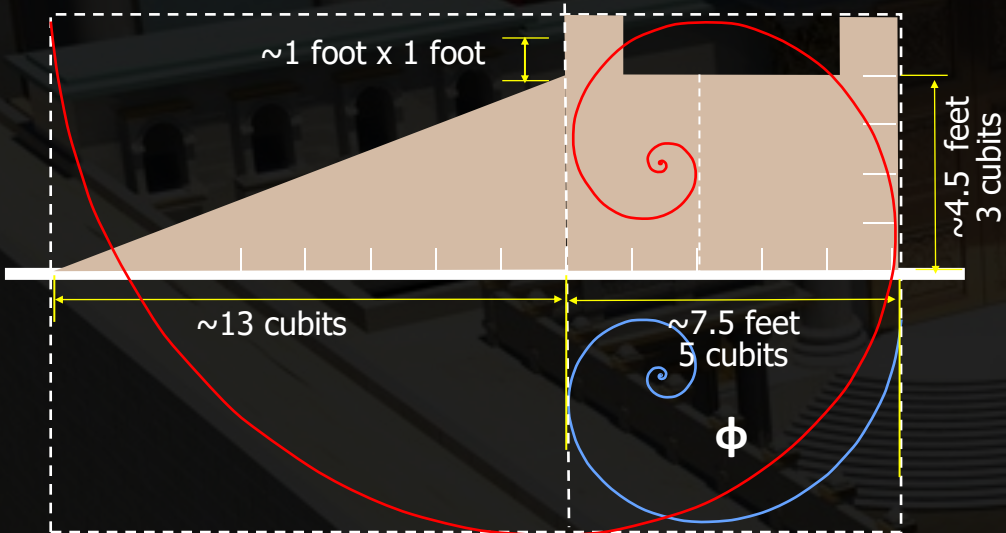 ~1 foot x 1 foot
~4.5 feet
3 cubits
~13 cubits
~7.5 feet
5 cubits
ϕ